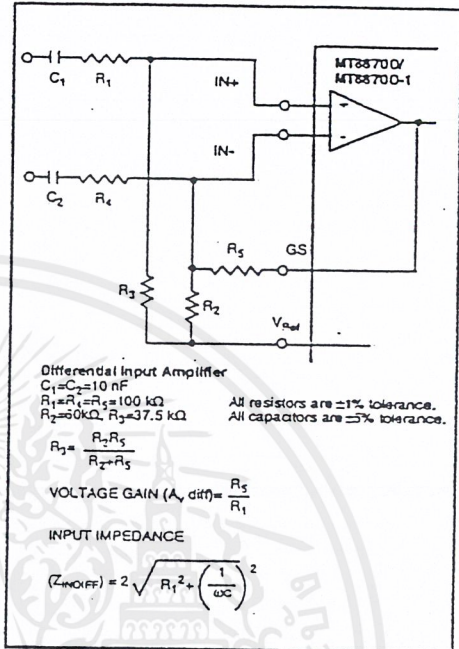 MT8870D/
MT8870D-1
C1
R1
IN+
+
-
IN-
C2
R4
R5
GS
R3
R2
VRef
Differential Input Amplifier
C1=C2=10 nF
R1=R4=R5=100 kΩ
All resistors are ±1% tolerance.
R2=60kΩ, R3=37.5 kΩ
All capacitors are ±5% tolerance.
R3= R2R5 / R2+R5
VOLTAGE GAIN (Av diff)= R5 / R1
INPUT IMPEDANCE
(ZINDIFF) = 2 √ R1² + (1 / ωc)²